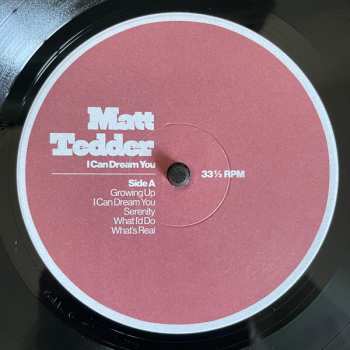 Matt
Tedder
I Can Dream You
Side A
Growing Up
I Can Dream You
Serenity
What I'd Do
What's Real
33⅓ RPM